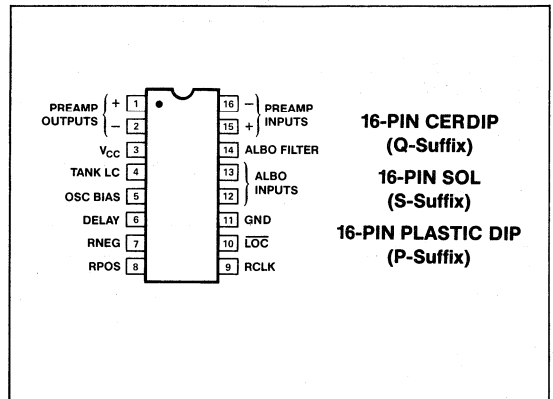 PREAMP OUTPUTS
+ 1
− 2
VCC 3
TANK LC 4
OSC BIAS 5
DELAY 6
RNEG 7
RPOS 8
16 −
15 +
PREAMP INPUTS
14 ALBO FILTER
13
12
ALBO INPUTS
11 GND
10 L̅O̅C̅
9 RCLK
16-PIN CERDIP
(Q-Suffix)
16-PIN SOL
(S-Suffix)
16-PIN PLASTIC DIP
(P-Suffix)